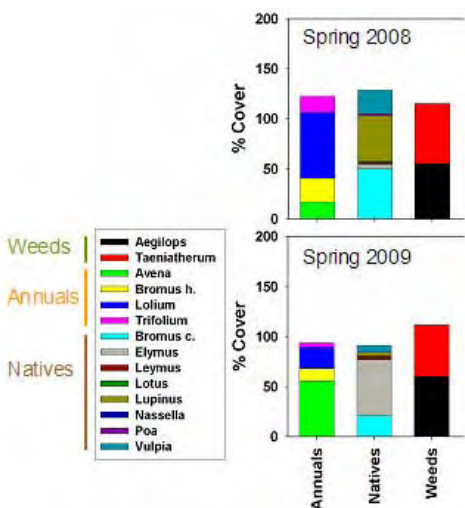 200
Spring 2008
150
% Cover
100
50
0
Weeds
Annuals
Natives
Aegilops
Taeniatherum
Avena
Bromus h.
Lolium
Trifolium
Bromus c.
Elymus
Leymus
Lotus
Lupinus
Nassella
Poa
Vulpia
200
Spring 2009
150
% Cover
100
50
0
Annuals
Natives
Weeds